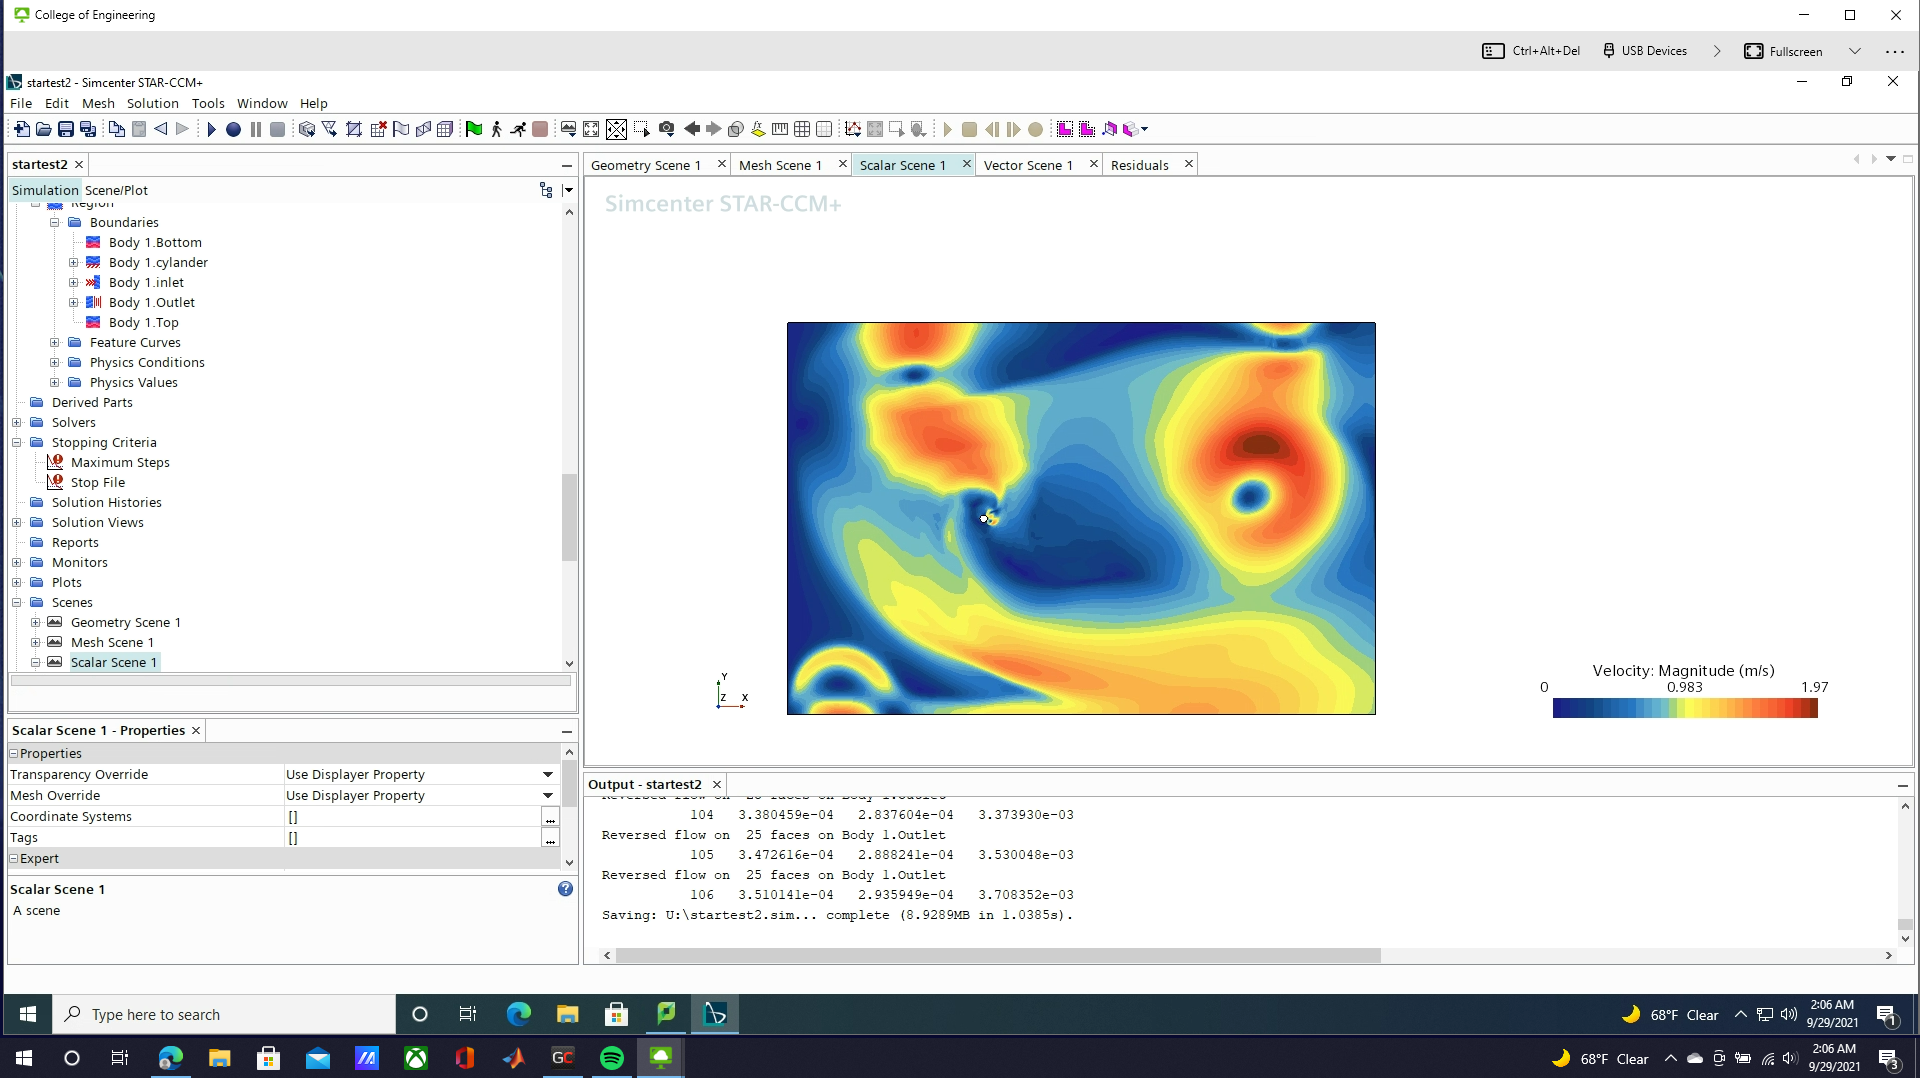 College of Engineering
Ctrl+Alt+Del
USB Devices
Fullscreen
startest2 - Simcenter STAR-CCM+
File Edit Mesh Solution Tools Window Help
startest2
Simulation Scene/Plot
Region
Boundaries
Body 1.Bottom
Body 1.cylander
Body 1.inlet
Body 1.Outlet
Body 1.Top
Feature Curves
Physics Conditions
Physics Values
Derived Parts
Solvers
Stopping Criteria
Maximum Steps
Stop File
Solution Histories
Solution Views
Reports
Monitors
Plots
Scenes
Geometry Scene 1
Mesh Scene 1
Scalar Scene 1
Scalar Scene 1 - Properties
Properties
Transparency Override Use Displayer Property
Mesh Override Use Displayer Property
Coordinate Systems []
Tags []
Expert
Scalar Scene 1
A scene
Geometry Scene 1 Mesh Scene 1 Scalar Scene 1 Vector Scene 1 Residuals
Simcenter STAR-CCM+
Y
Z X
Velocity: Magnitude (m/s)
0 0.983 1.97
Output - startest2
104 3.380459e-04 2.837604e-04 3.373930e-03
Reversed flow on 25 faces on Body 1.Outlet
105 3.472616e-04 2.888241e-04 3.530048e-03
Reversed flow on 25 faces on Body 1.Outlet
106 3.510141e-04 2.935949e-04 3.708352e-03
Saving: U:\startest2.sim... complete (8.9289MB in 1.0385s).
Type here to search
68°F Clear
2:06 AM
9/29/2021
1
GC
68°F Clear
2:06 AM
9/29/2021
3